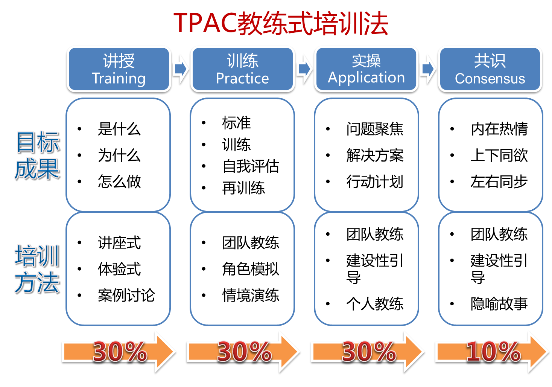 TPAC教练式培训法
讲授
Training
训练
Practice
实操
Application
共识
Consensus
目标
成果
• 是什么
• 为什么
• 怎么做
• 标准
• 训练
• 自我评估
• 再训练
• 问题聚焦
• 解决方案
• 行动计划
• 内在热情
• 上下同欲
• 左右同步
培训
方法
• 讲座式
• 体验式
• 案例讨论
• 团队教练
• 角色模拟
• 情境演练
• 团队教练
• 建设性引
导
• 个人教练
• 团队教练
• 建设性引
导
• 隐喻故事
30%
30%
30%
10%